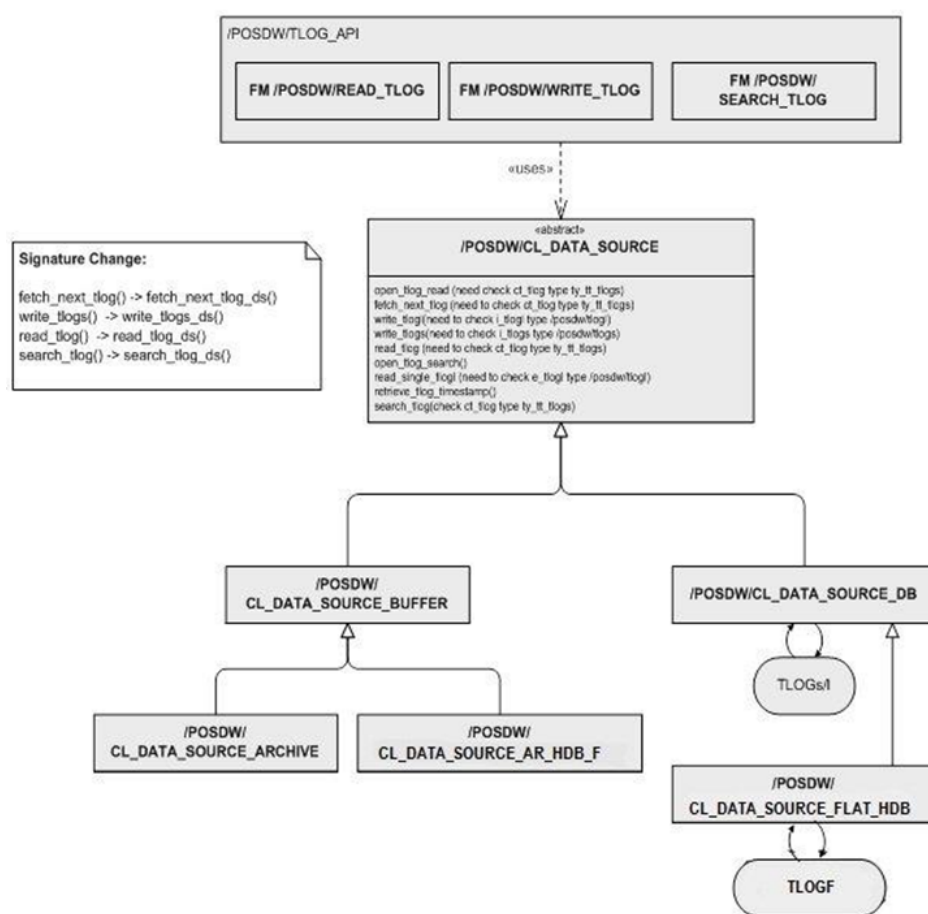 /POSDW/TLOG_API
FM /POSDW/READ_TLOG
FM /POSDW/WRITE_TLOG
FM /POSDW/
SEARCH_TLOG
«uses»
«abstract»
/POSDW/CL_DATA_SOURCE
open_tlog_read (need check ct_tlog type ty_tt_tlogs)
fetch_next_tlog (need to check ct_tlog type ty_tt_tlogs)
write_tlogl(need to check i_tlogl type /posdw/tlogl)
write_tlogs(need to check i_tlogs type /posdw/tlogs)
read_tlog (need to check ct_tlog type ty_tt_tlogs)
open_tlog_search()
read_single_tlogl (need to check e_tlogl type /posdw/tlogl)
retrieve_tlog_timestamp()
search_tlog(check ct_tlog type ty_tt_tlogs)
Signature Change:
fetch_next_tlog() -> fetch_next_tlog_ds()
write_tlogs() -> write_tlogs_ds()
read_tlog() -> read_tlog_ds()
search_tlog() -> search_tlog_ds()
/POSDW/
CL_DATA_SOURCE_BUFFER
/POSDW/CL_DATA_SOURCE_DB
TLOGs/l
/POSDW/
CL_DATA_SOURCE_ARCHIVE
/POSDW/
CL_DATA_SOURCE_AR_HDB_F
/POSDW/
CL_DATA_SOURCE_FLAT_HDB
TLOGF